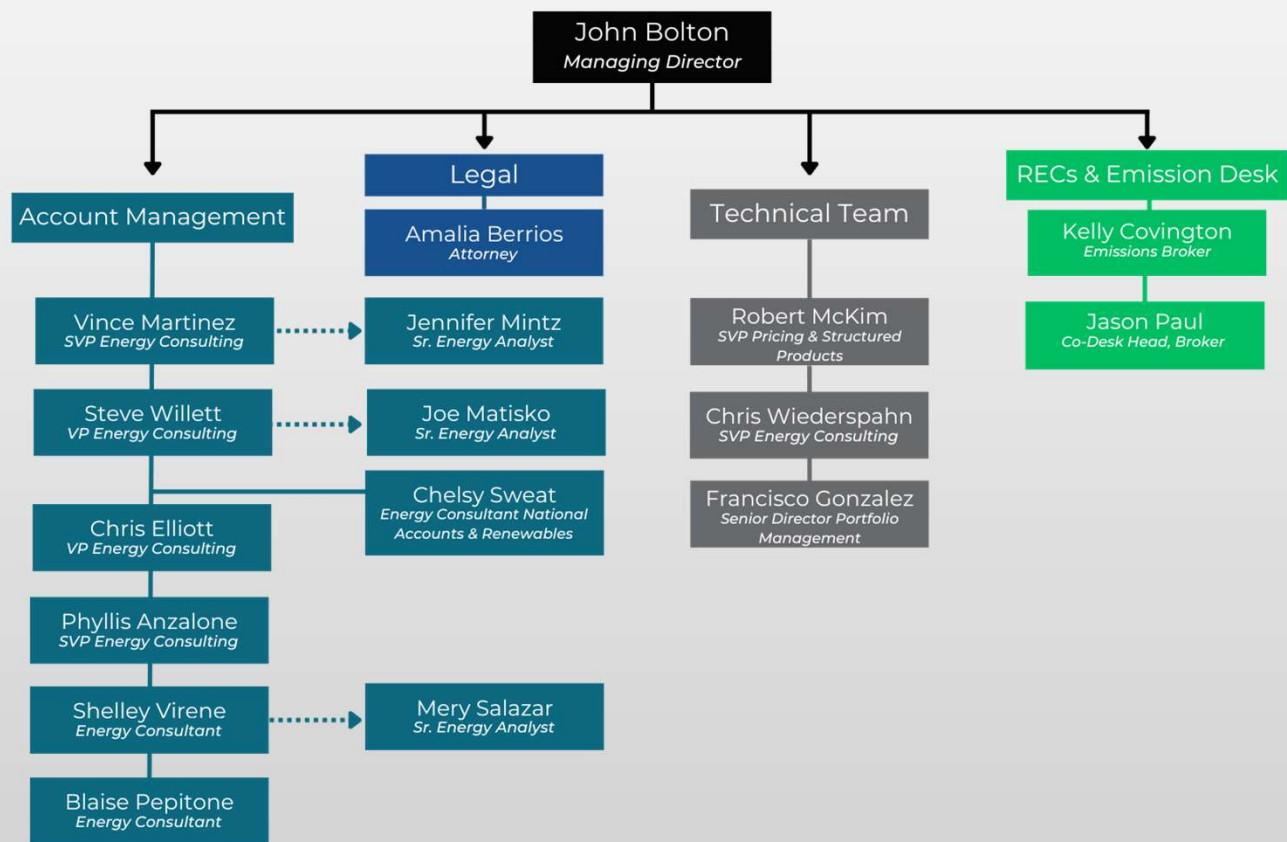 John Bolton
Managing Director
Account Management
Vince Martinez
SVP Energy Consulting
Steve Willett
VP Energy Consulting
Chris Elliott
VP Energy Consulting
Phyllis Anzalone
SVP Energy Consulting
Shelley Virene
Energy Consultant
Blaise Pepitone
Energy Consultant
Legal
Amalia Berrios
Attorney
Jennifer Mintz
Sr. Energy Analyst
Joe Matisko
Sr. Energy Analyst
Chelsy Sweat
Energy Consultant National
Accounts & Renewables
Mery Salazar
Sr. Energy Analyst
Technical Team
Robert McKim
SVP Pricing & Structured
Products
Chris Wiederspahn
SVP Energy Consulting
Francisco Gonzalez
Senior Director Portfolio
Management
RECs & Emission Desk
Kelly Covington
Emissions Broker
Jason Paul
Co-Desk Head, Broker